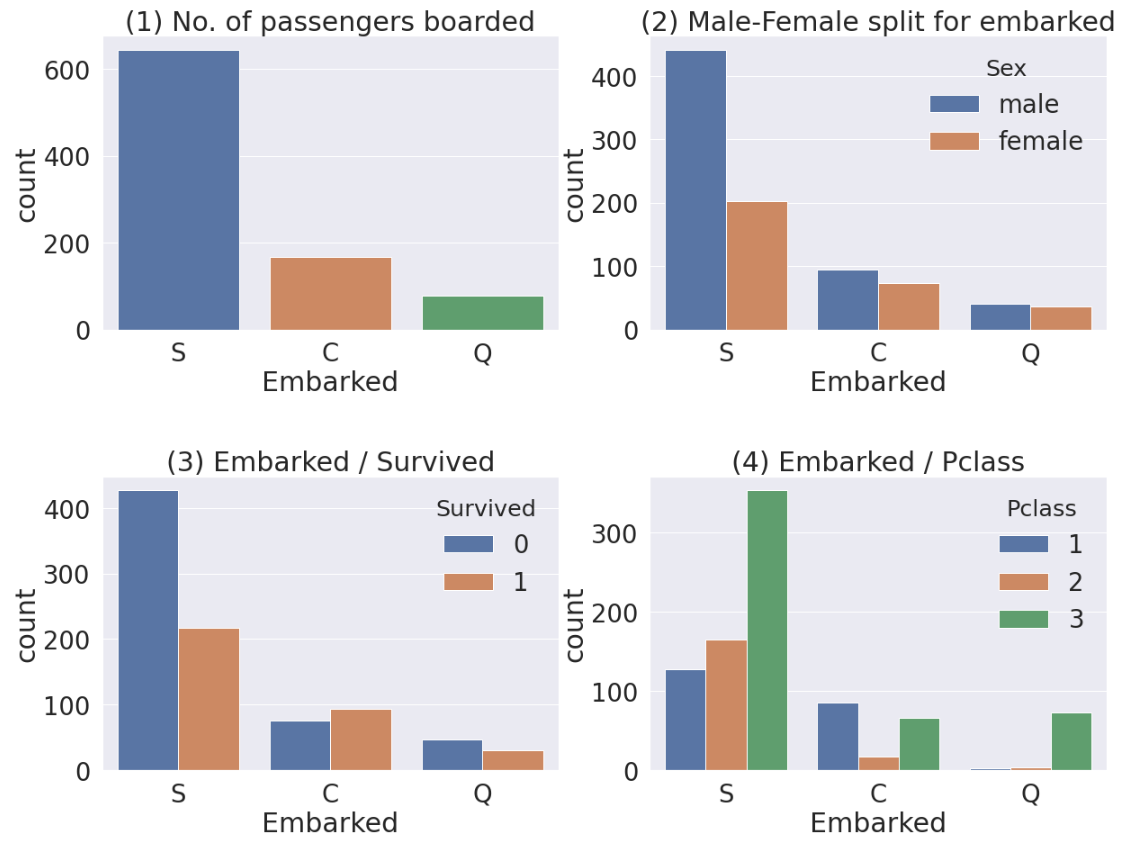 (1) No. of passengers boarded
600
400
200
0
count
S C Q
Embarked
(2) Male-Female split for embarked
400
300
200
100
0
count
Sex
male
female
S C Q
Embarked
(3) Embarked / Survived
400
300
200
100
0
count
Survived
0
1
S C Q
Embarked
(4) Embarked / Pclass
300
200
100
0
count
Pclass
1
2
3
S C Q
Embarked